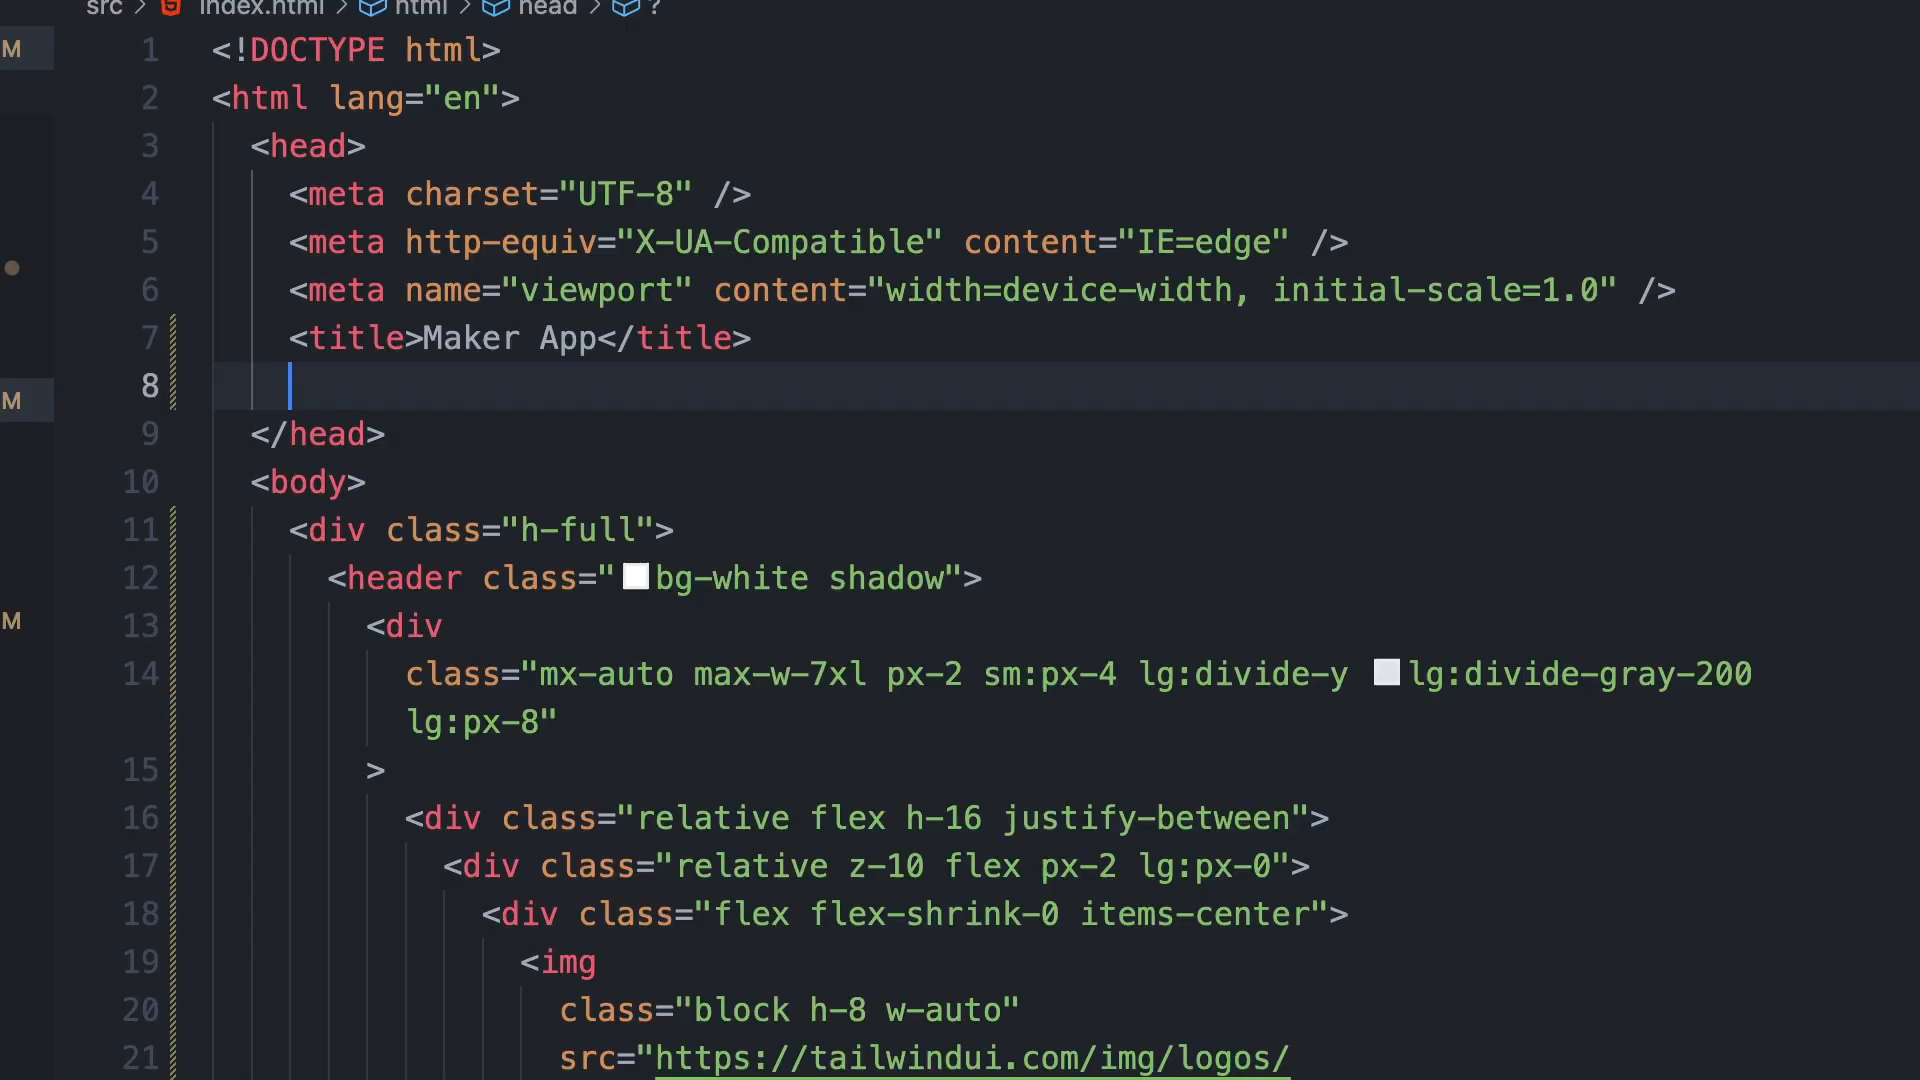 src > index.html > html > head > ?
M
1 <!DOCTYPE html>
2 <html lang="en">
3 <head>
4 <meta charset="UTF-8" />
5 <meta http-equiv="X-UA-Compatible" content="IE=edge" />
6 <meta name="viewport" content="width=device-width, initial-scale=1.0" />
7 <title>Maker App</title>
8
M
9 </head>
10 <body>
11 <div class="h-full">
12 <header class="bg-white shadow">
M
13 <div
14 class="mx-auto max-w-7xl px-2 sm:px-4 lg:divide-y lg:divide-gray-200
lg:px-8"
15 >
16 <div class="relative flex h-16 justify-between">
17 <div class="relative z-10 flex px-2 lg:px-0">
18 <div class="flex flex-shrink-0 items-center">
19 <img
20 class="block h-8 w-auto"
21 src="https://tailwindui.com/img/logos/